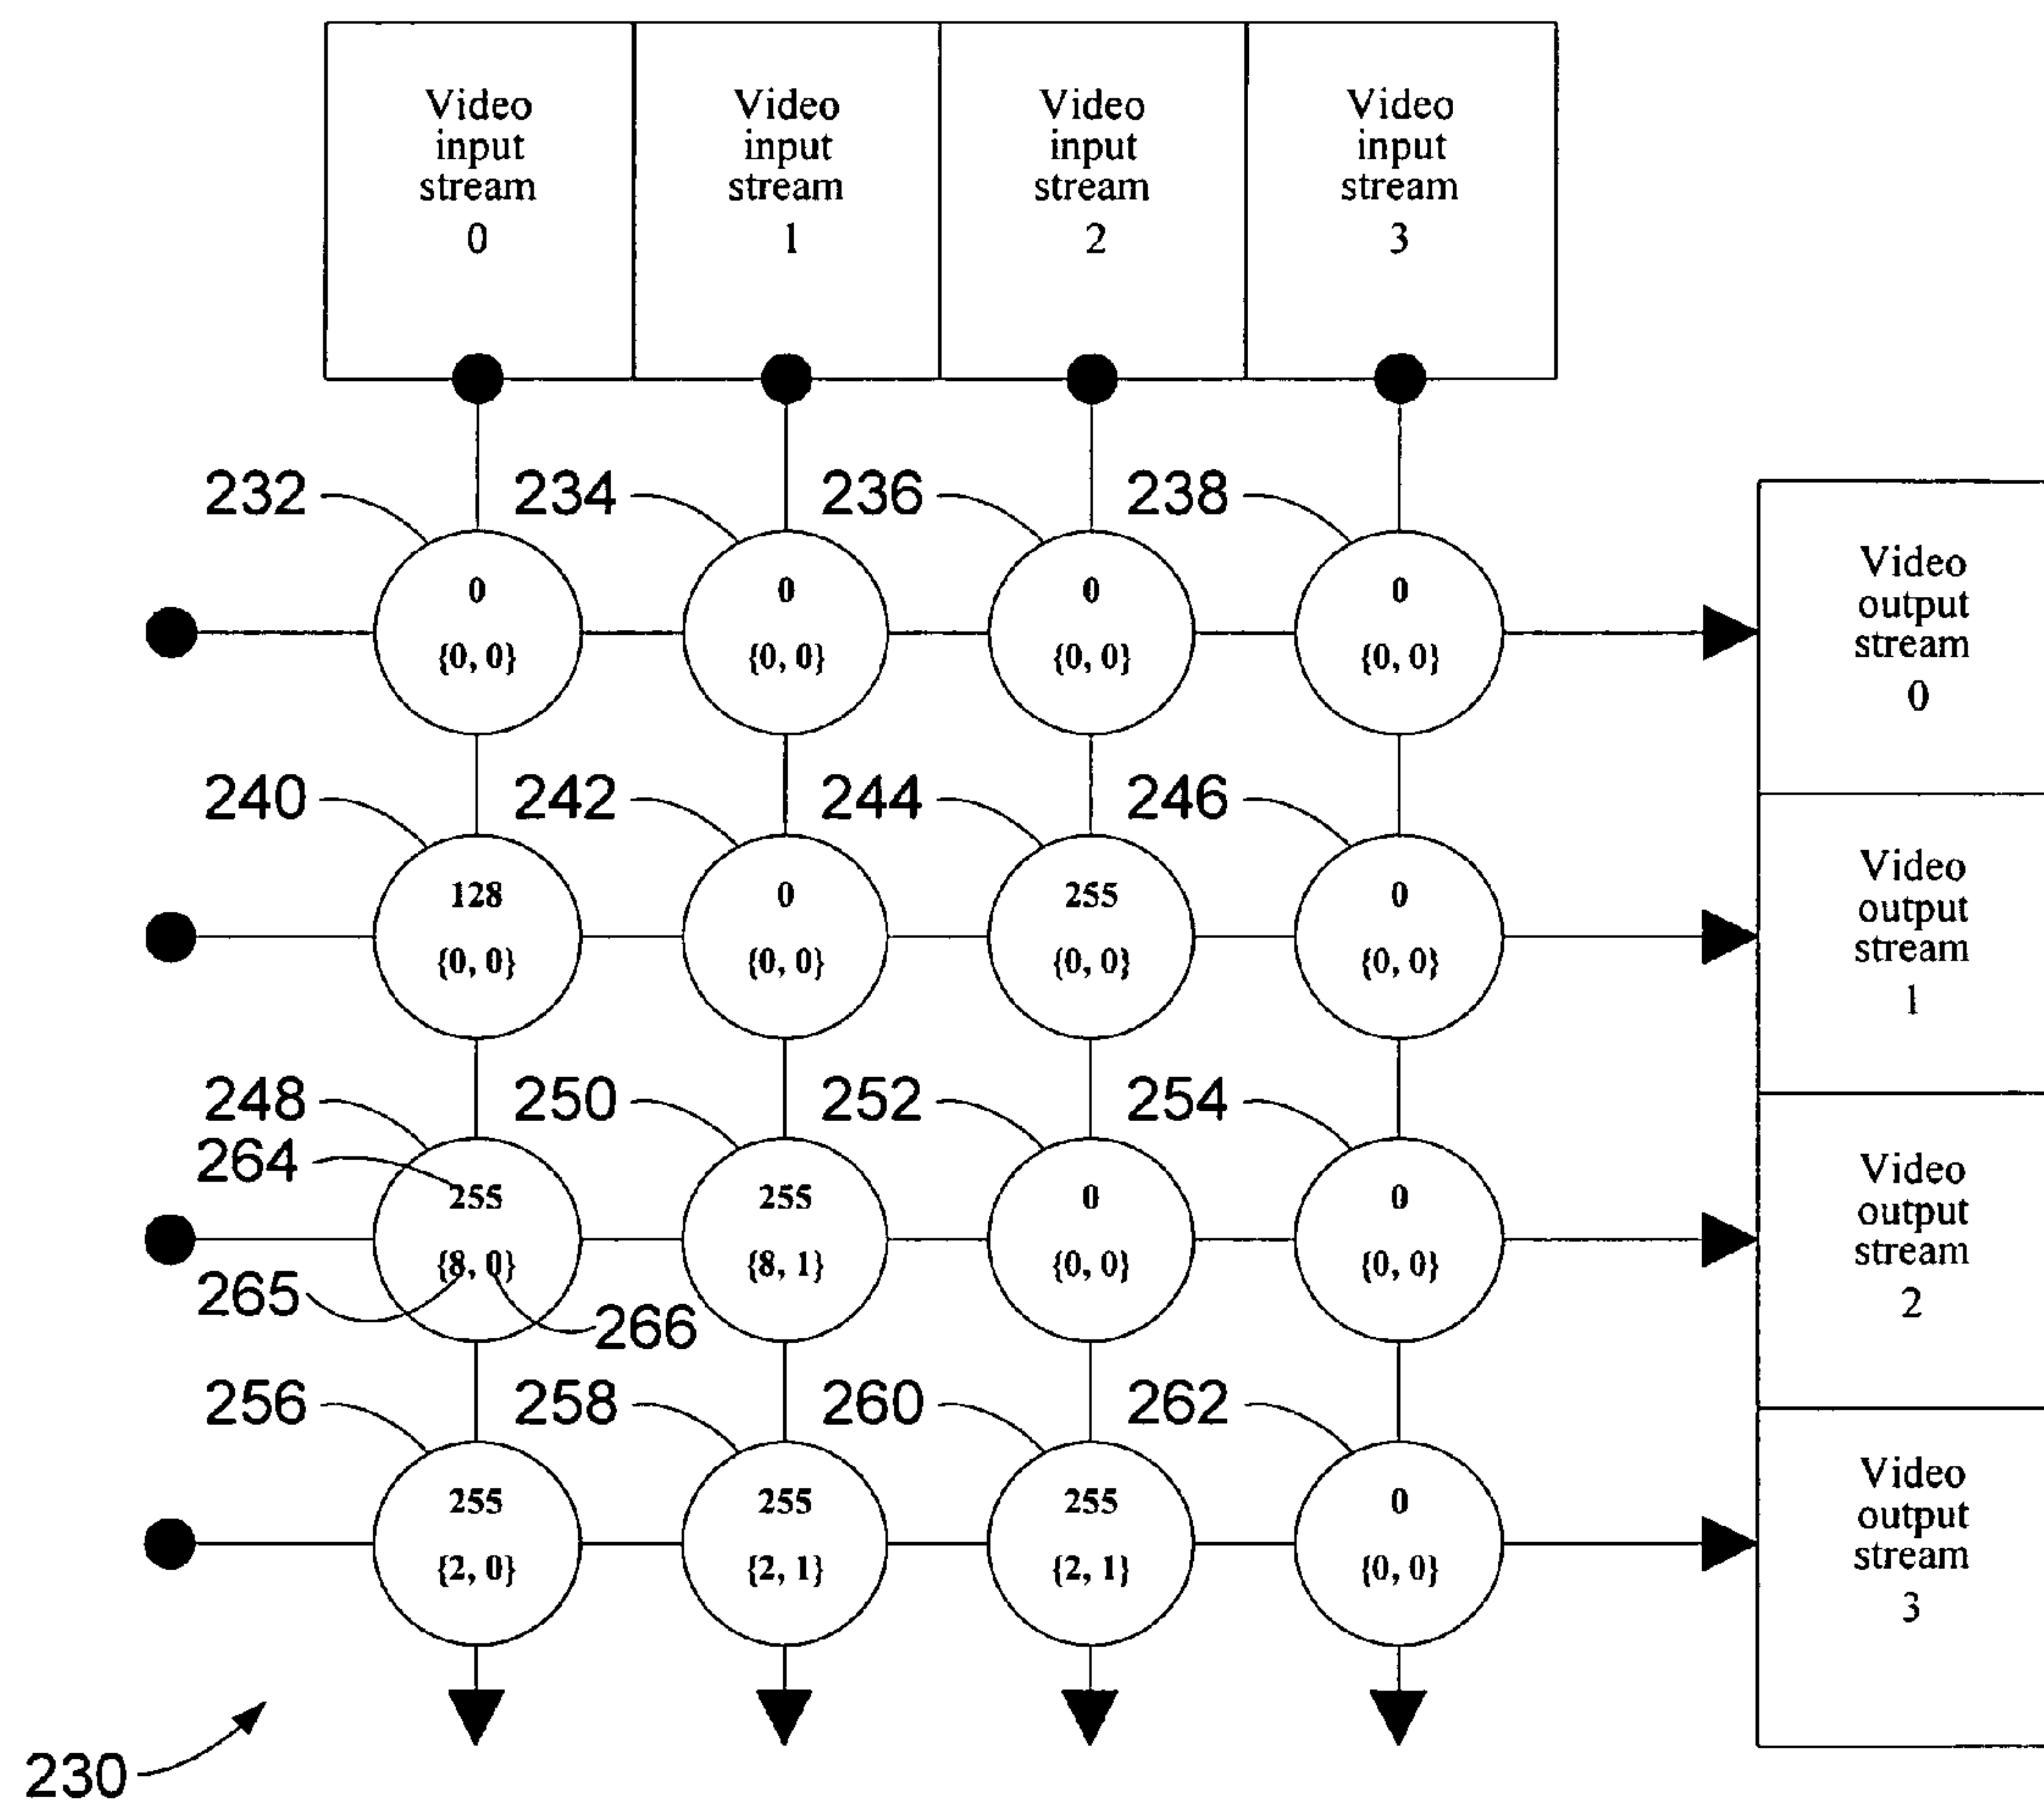 Video
input
stream
0
Video
input
stream
1
Video
input
stream
2
Video
input
stream
3
232
234
236
238
0
{0, 0}
0
{0, 0}
0
{0, 0}
0
{0, 0}
Video
output
stream
0
240
242
244
246
128
{0, 0}
0
{0, 0}
255
{0, 0}
0
{0, 0}
Video
output
stream
1
248
250
252
254
264
255
{8, 0}
255
{8, 1}
0
{0, 0}
0
{0, 0}
265
266
Video
output
stream
2
256
258
260
262
255
{2, 0}
255
{2, 1}
255
{2, 1}
0
{0, 0}
Video
output
stream
3
230